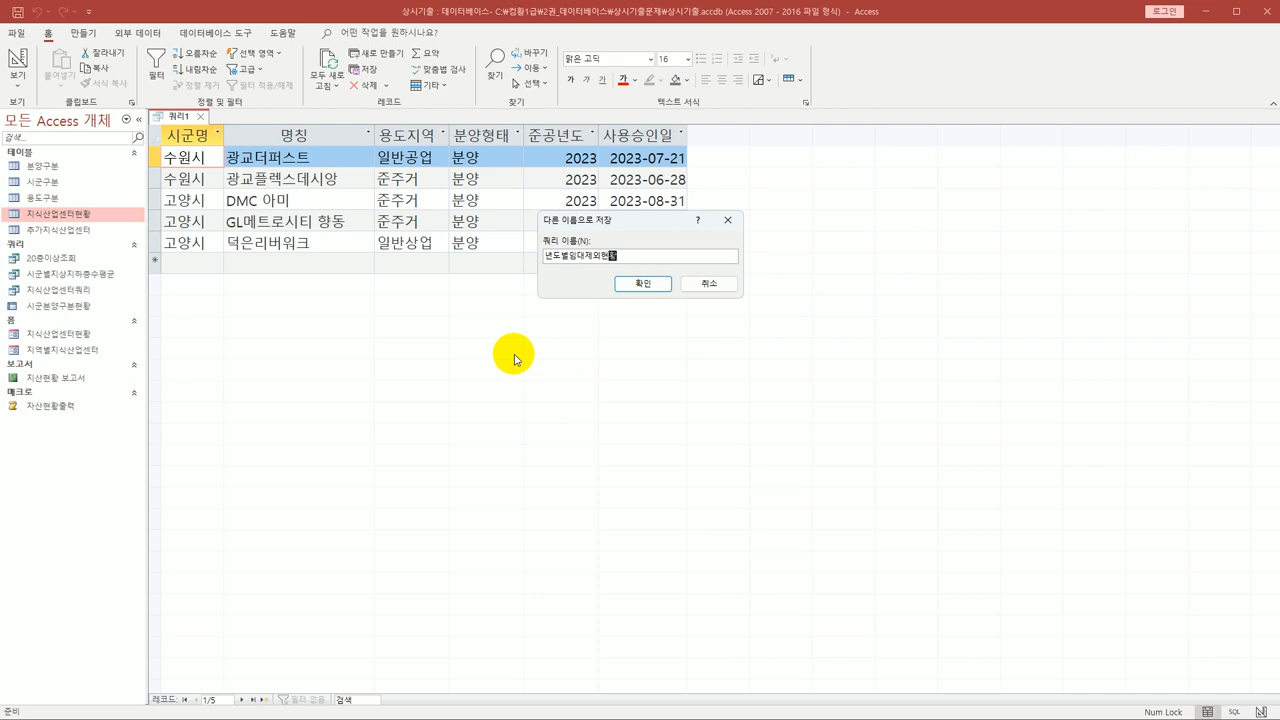 상시기출 : 데이터베이스- C:₩컴활1급₩2권_데이터베이스₩상시기출문제₩상시기출.accdb (Access 2007 - 2016 파일 형식) - Access
로그인
파일 홈 만들기 외부 데이터 데이터베이스 도구 도움말 어떤 작업을 원하시나요?
보기
붙여넣기
잘라내기
복사
서식 복사
필터
오름차순
내림차순
정렬 제거
선택 영역
고급
필터 적용/해제
모두 새로 고침
새로 만들기
저장
삭제
요약
맞춤법 검사
기타
찾기
바꾸기
이동
선택
맑은 고딕 16
가 가 가 가
보기 클립보드 정렬 및 필터 레코드 찾기 텍스트 서식
모든 Access 개체
검색...
테이블
분양구분
시군구분
용도구분
지식산업센터현황
추가지식산업센터
쿼리
20층이상조회
시군별지상지하층수평균
지식산업센터쿼리
시군분양구분현황
폼
지식산업센터현황
지역별지식산업센터
보고서
지산현황 보고서
매크로
자산현황출력
쿼리1
시군명 명칭 용도지역 분양형태 준공년도 사용승인일
수원시 광교더퍼스트 일반공업 분양 2023 2023-07-21
수원시 광교플렉스데시앙 준주거 분양 2023 2023-06-28
고양시 DMC 아미 준주거 분양 2023 2023-08-31
고양시 GL메트로시티 향동 준주거 분양
고양시 덕은리버워크 일반상업 분양
다른 이름으로 저장 ?
쿼리 이름(N):
년도별임대제외현황
확인 취소
레코드: 1/5 필터 없음 검색
준비 Num Lock SQL